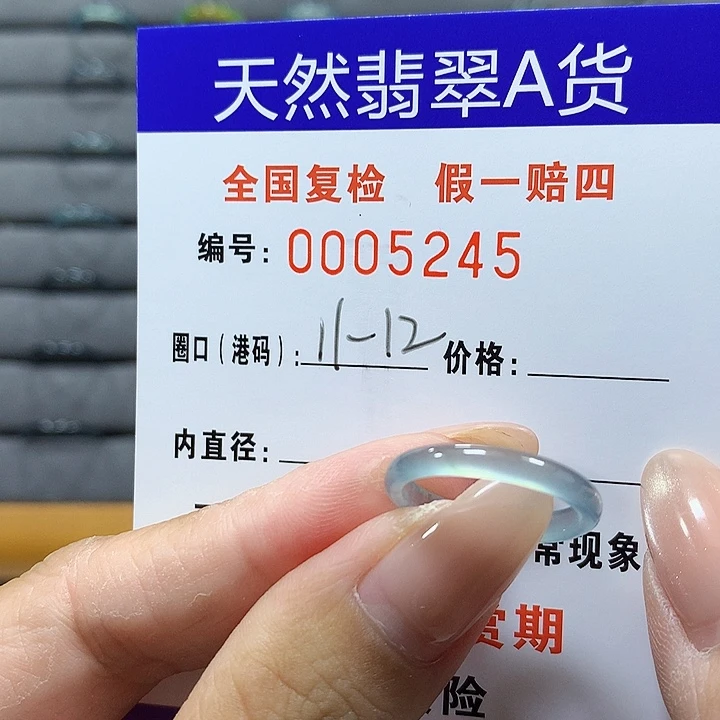 天然翡翠A货
全国复检 假一赔四
编号: 0005245
圈口(港码): 11-12 价格:
内直径:
常现象
期
险